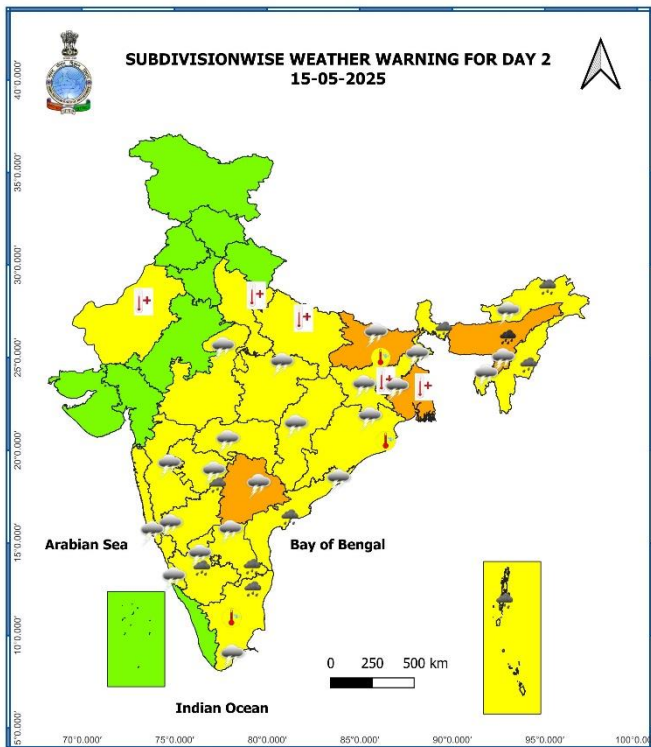 SUBDIVISIONWISE WEATHER WARNING FOR DAY 2
15-05-2025
40°0.000'
35°0.000'
30°0.000'
25°0.000'
20°0.000'
15°0.000'
10°0.000'
5°0.000'
Arabian Sea
Bay of Bengal
0 250 500 km
Indian Ocean
70°0.000' 75°0.000' 80°0.000' 85°0.000' 90°0.000' 95°0.000' 100°0.0